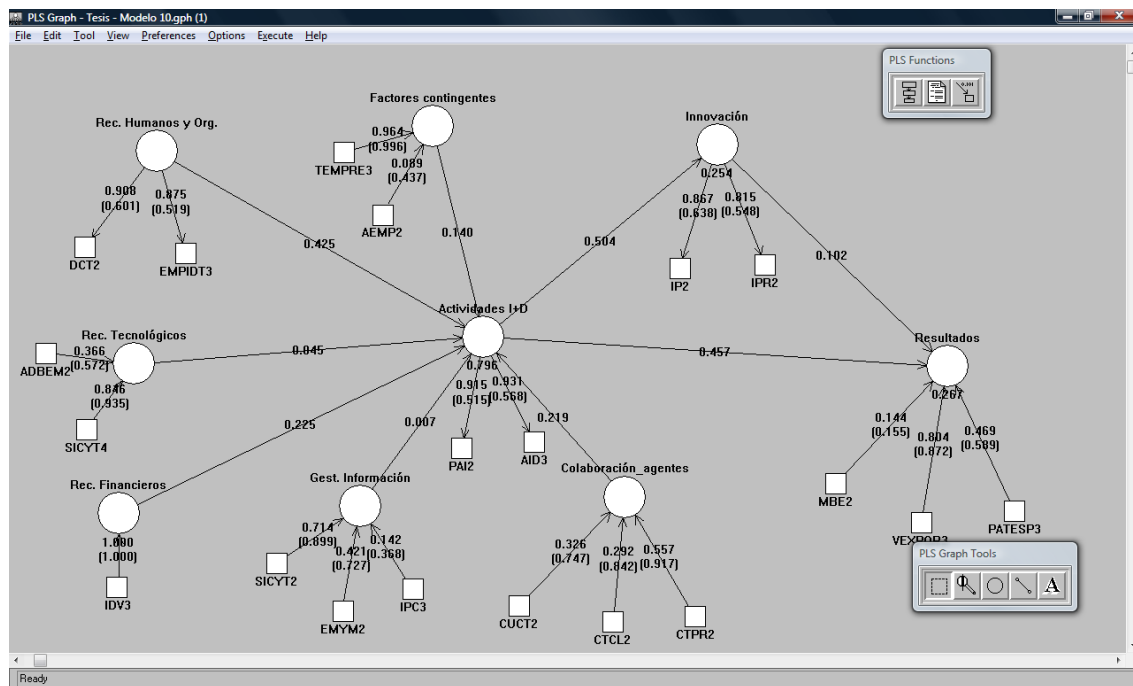 PLS Graph - Tesis - Modelo 10.gph (1)
File Edit Tool View Preferences Options Execute Help
PLS Functions
Factores contingentes
0.964
(0.996)
TEMPRE3
0.089
(0.437)
AEMP2
0.140
Rec. Humanos y Org.
0.908
(0.601)
0.875
(0.519)
DCT2
EMPIDT3
0.425
Innovación
0.254
0.867
(0.638)
0.815
(0.548)
IP2
IPR2
0.504
0.102
Actividades I+D
0.796
0.915
(0.515)
0.931
(0.568)
PAI2
AID3
0.457
Rec. Tecnológicos
0.366
(0.572)
ADBEM2
0.846
(0.935)
SICYT4
0.045
Resultados
0.267
0.144
(0.155)
0.804
(0.872)
0.469
(0.589)
MBE2
VEXPOR3
PATESP3
Rec. Financieros
1.000
(1.000)
IDV3
0.225
Gest. Información
0.714
(0.899)
0.421
(0.727)
0.142
(0.368)
SICYT2
EMYM2
IPC3
0.007
Colaboración_agentes
0.326
(0.747)
0.292
(0.842)
0.557
(0.917)
CUCT2
CTCL2
CTPR2
0.219
PLS Graph Tools
A
Ready